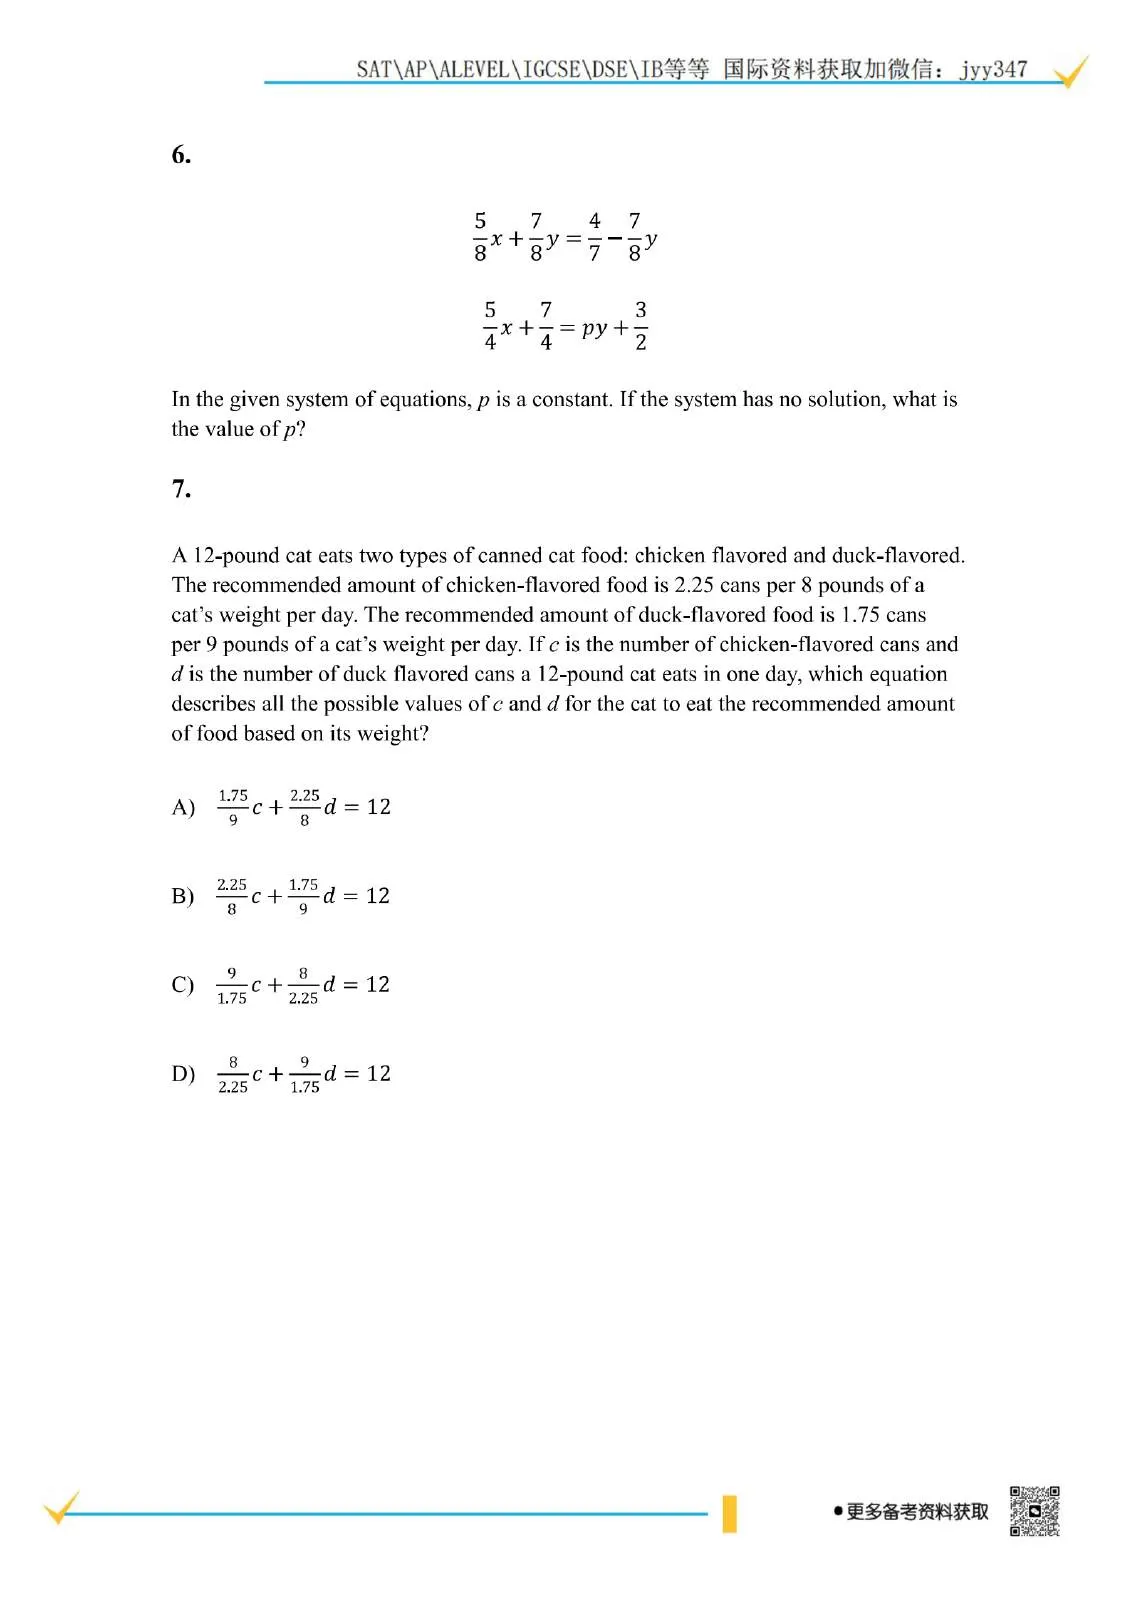 SAT\AP\ALEVEL\IGCSE\DSE\IB等等 国际资料获取加微信：jyy347
6.
5/8 x + 7/8 y = 4/7 − 7/8 y
5/4 x + 7/4 = py + 3/2
In the given system of equations, p is a constant. If the system has no solution, what is
the value of p?
7.
A 12-pound cat eats two types of canned cat food: chicken flavored and duck-flavored.
The recommended amount of chicken-flavored food is 2.25 cans per 8 pounds of a
cat's weight per day. The recommended amount of duck-flavored food is 1.75 cans
per 9 pounds of a cat's weight per day. If c is the number of chicken-flavored cans and
d is the number of duck flavored cans a 12-pound cat eats in one day, which equation
describes all the possible values of c and d for the cat to eat the recommended amount
of food based on its weight?
A) 1.75/9 c + 2.25/8 d = 12
B) 2.25/8 c + 1.75/9 d = 12
C) 9/1.75 c + 8/2.25 d = 12
D) 8/2.25 c + 9/1.75 d = 12
•更多备考资料获取